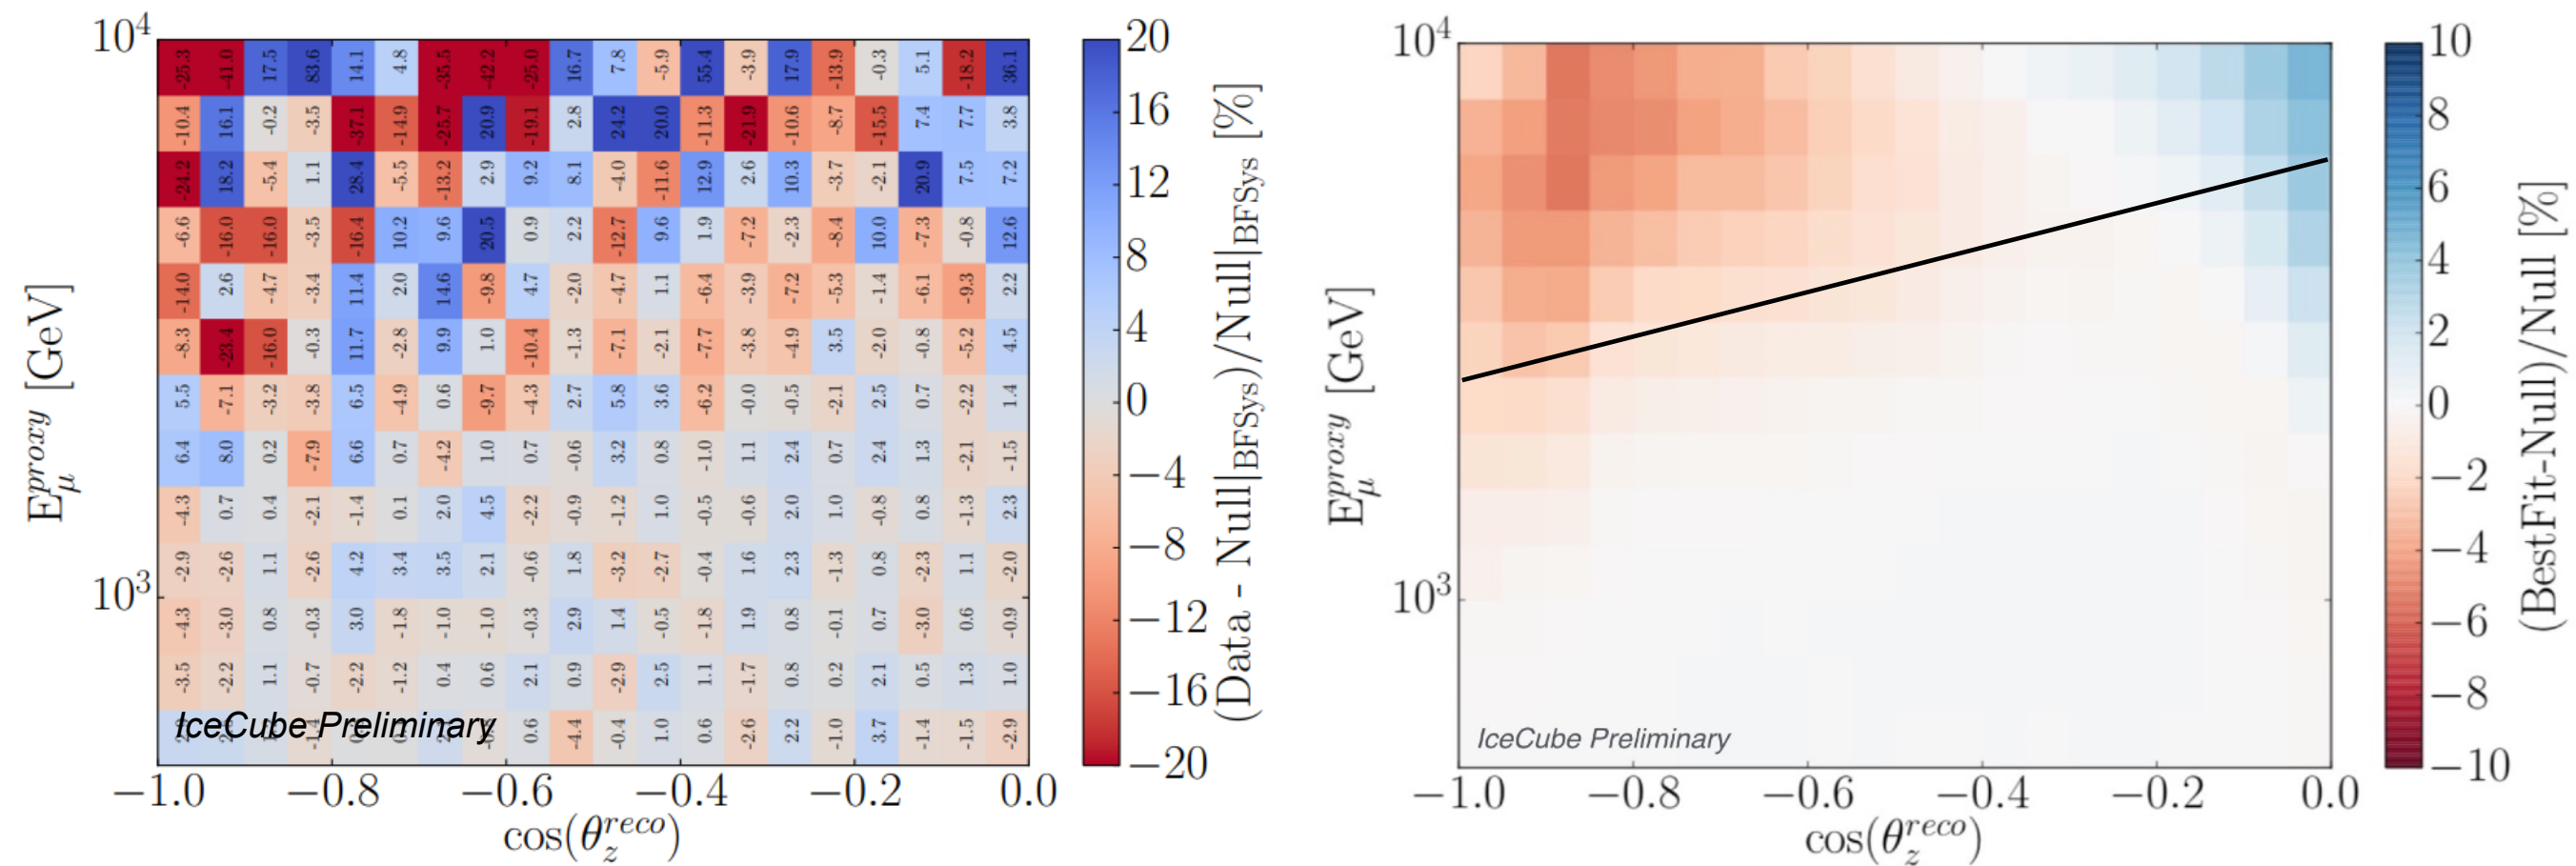 10⁴
-25.3 -41.0 17.5 83.6 14.1 4.8 -35.5 -42.2 -25.0 16.7 7.8 -5.9 55.4 -3.9 17.9 -13.9 -0.3 5.1 -18.2 36.1
-10.4 16.1 -0.2 -3.5 -37.1 -14.9 -25.7 20.9 -19.1 2.8 24.2 20.0 -11.3 -21.9 -10.6 -8.7 -15.5 7.4 7.7 3.8
-24.2 18.2 -5.4 1.1 28.4 -5.5 -13.2 2.9 9.2 8.1 -4.0 -11.6 12.9 2.6 10.3 -3.7 -2.1 20.9 7.5 7.2
-6.6 -16.0 -16.0 -3.5 -16.4 10.2 9.6 20.5 0.9 2.2 -12.7 9.6 1.9 -7.2 -2.3 -8.4 10.0 -7.3 -0.8 12.6
-14.0 2.6 -4.7 -3.4 11.4 2.0 14.6 -9.8 4.7 -2.0 -4.7 1.1 -6.4 -3.9 -7.2 -5.3 -1.4 -6.1 -9.3 2.2
-8.3 -23.4 -16.0 -0.3 11.7 -2.8 9.9 1.0 -10.4 -1.3 -7.1 -2.1 -7.7 -3.8 -4.9 3.5 -2.0 -0.8 -5.2 4.5
5.5 -7.1 -3.2 -3.8 6.5 -4.9 0.6 -9.7 -4.3 2.7 5.8 3.6 -6.2 -0.0 -0.5 -2.1 2.5 0.7 -2.2 1.4
6.4 8.0 0.2 -7.9 6.6 0.7 -4.2 1.0 0.7 -0.6 3.2 0.8 -1.0 1.1 2.4 0.7 2.4 1.3 -2.1 -1.5
-4.3 0.7 0.4 -2.1 -1.4 0.1 2.0 4.5 -2.2 -0.9 -1.2 1.0 -0.5 -0.6 2.0 1.0 -0.8 0.8 -1.3 2.3
-2.9 -2.6 1.1 -2.6 4.2 3.4 3.5 2.1 -0.6 1.8 -3.2 -2.7 -0.4 1.6 2.3 -1.3 0.8 -2.3 1.1 -2.0
10³
-4.3 -3.0 0.8 -0.3 3.0 -1.8 -1.0 -1.0 -0.3 2.9 1.4 -0.5 -1.8 1.9 0.8 -0.1 0.7 -3.0 0.6 -0.9
-3.5 -2.2 1.1 -0.7 -2.2 -1.2 0.4 0.6 2.1 0.9 -2.9 2.5 1.1 -1.7 0.8 0.2 2.1 0.5 1.3 1.0
0.6 -4.4 -0.4 1.0 0.6 -2.6 2.2 -1.0 3.7 -1.4 -1.5 -2.9
IceCube Preliminary
−1.0 −0.8 −0.6 −0.4 −0.2 0.0
cos(θ_z^reco)
E_μ^proxy [GeV]
20
16
12
8
4
0
−4
−8
−12
−16
−20
(Data - Null|BFSys)/Null|BFSys [%]
10⁴
10³
E_μ^proxy [GeV]
IceCube Preliminary
−1.0 −0.8 −0.6 −0.4 −0.2 0.0
cos(θ_z^reco)
10
8
6
4
2
0
−2
−4
−6
−8
−10
(BestFit-Null)/Null [%]